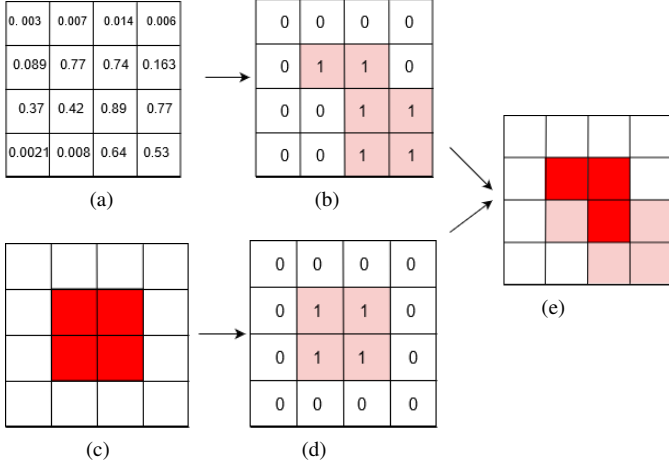 0. 003 0.007 0.014 0.006
0.089 0.77 0.74 0.163
0.37 0.42 0.89 0.77
0.0021 0.008 0.64 0.53
(a)
0 0 0 0
0 1 1 0
0 0 1 1
0 0 1 1
(b)
(c)
0 0 0 0
0 1 1 0
0 1 1 0
0 0 0 0
(d)
(e)